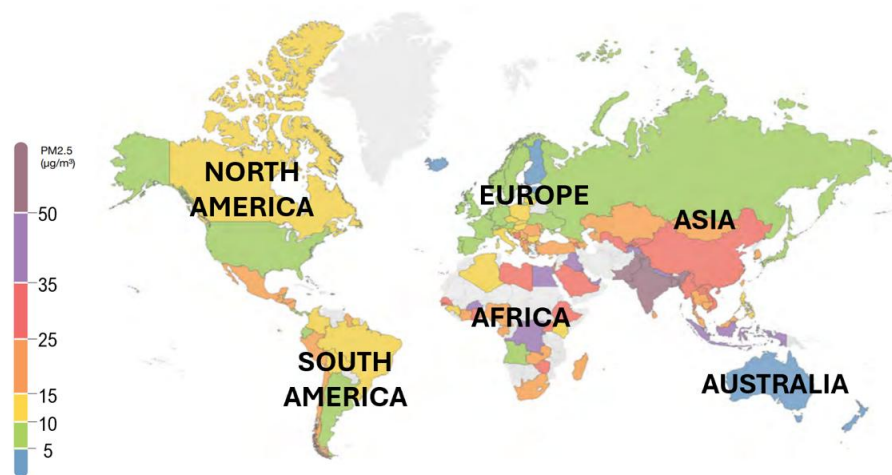 NORTH
AMERICA
EUROPE
ASIA
AFRICA
SOUTH
AMERICA
AUSTRALIA
PM2.5
(μg/m³)
50
35
25
15
10
5